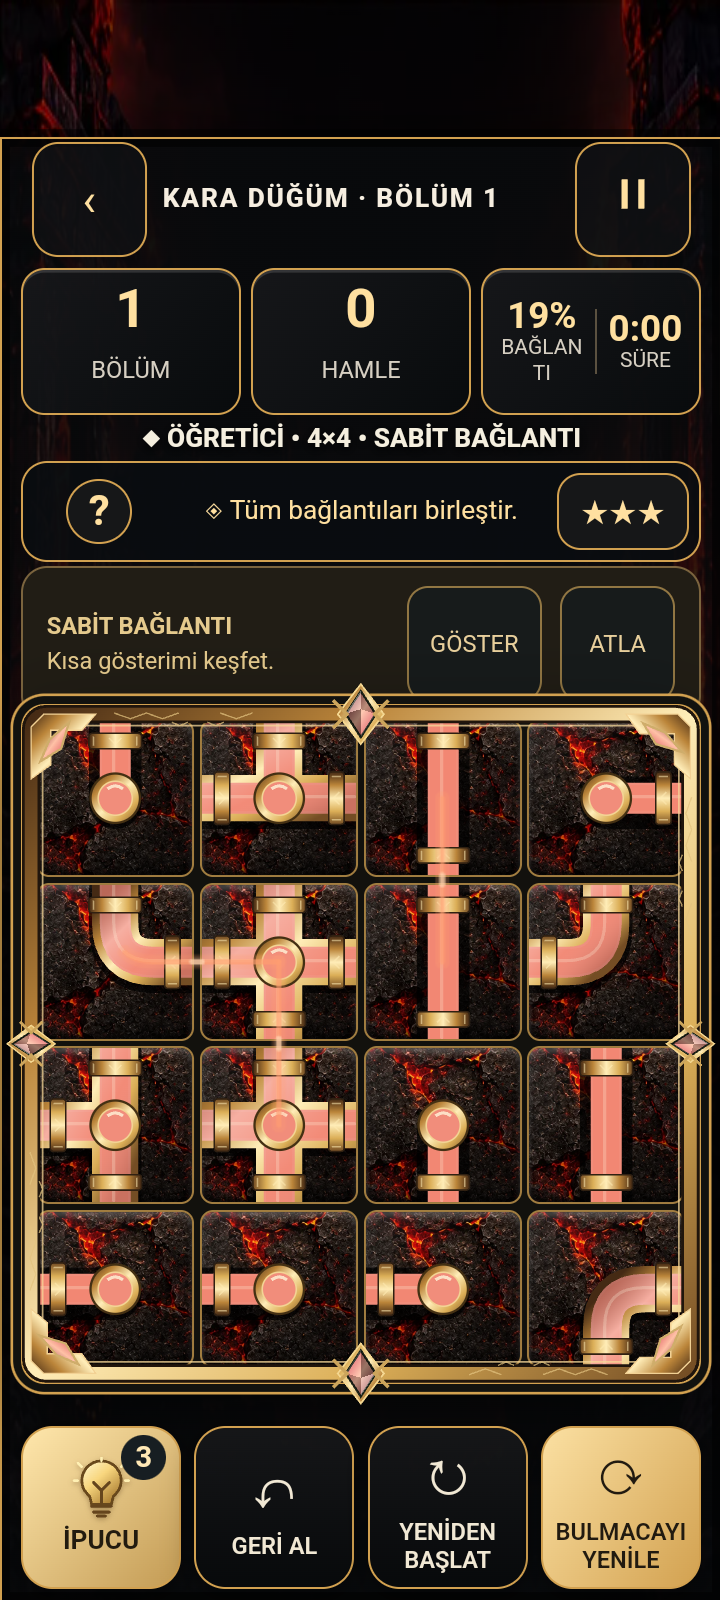 KARA DÜĞÜM · BÖLÜM 1
1
BÖLÜM
0
HAMLE
19%
BAĞLAN
TI
0:00
SÜRE
◆ ÖĞRETİCİ • 4×4 • SABİT BAĞLANTI
?
◈ Tüm bağlantıları birleştir.
★★★
SABİT BAĞLANTI
Kısa gösterimi keşfet.
GÖSTER
ATLA
3
İPUCU
GERİ AL
YENİDEN
BAŞLAT
BULMACAYI
YENİLE